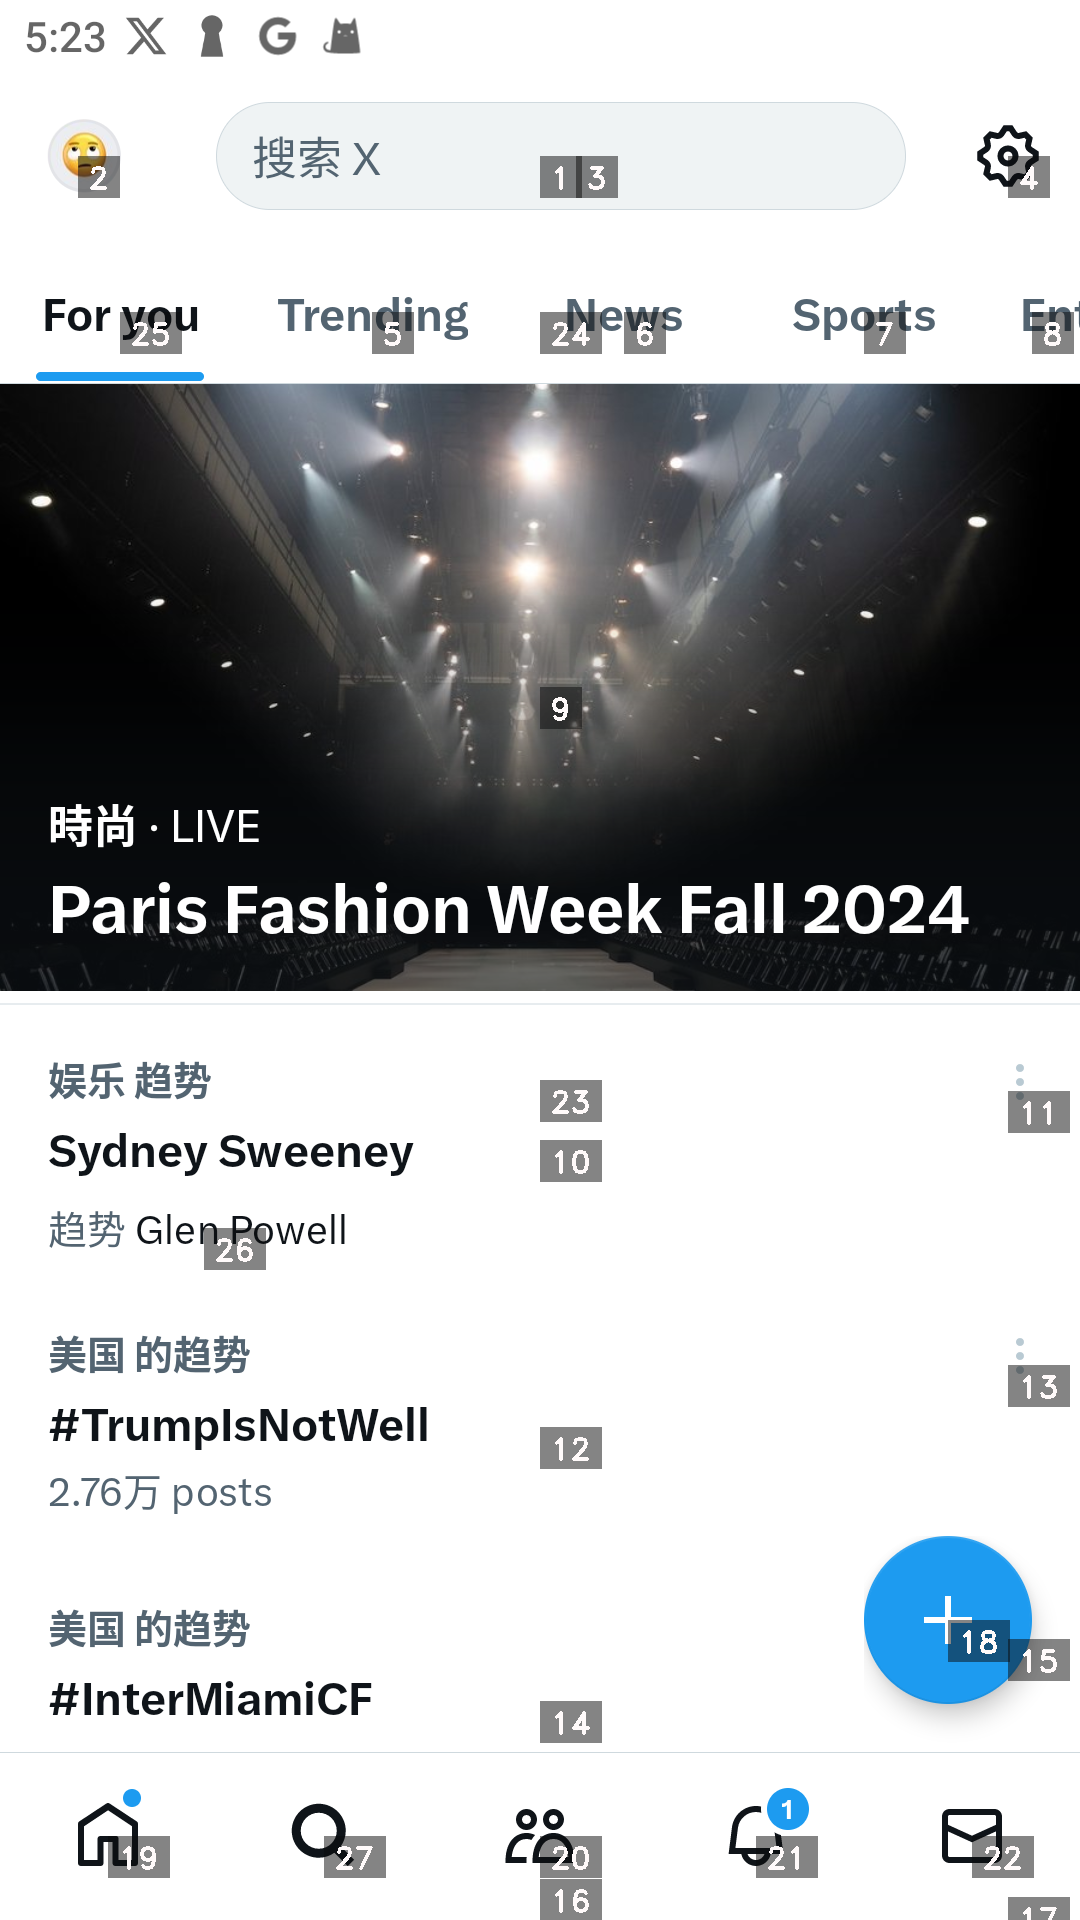 5:23
搜索 X
2
1
3
4
For you
Trending
News
Sports
Ent
25
5
24
6
7
8
9
時尚 · LIVE
Paris Fashion Week Fall 2024
娱乐 趋势
23
11
Sydney Sweeney
10
趋势 Glen Powell
26
美国 的趋势
13
#TrumpIsNotWell
12
2.76万 posts
美国 的趋势
18
15
#InterMiamiCF
14
1
19
27
20
21
22
16
17